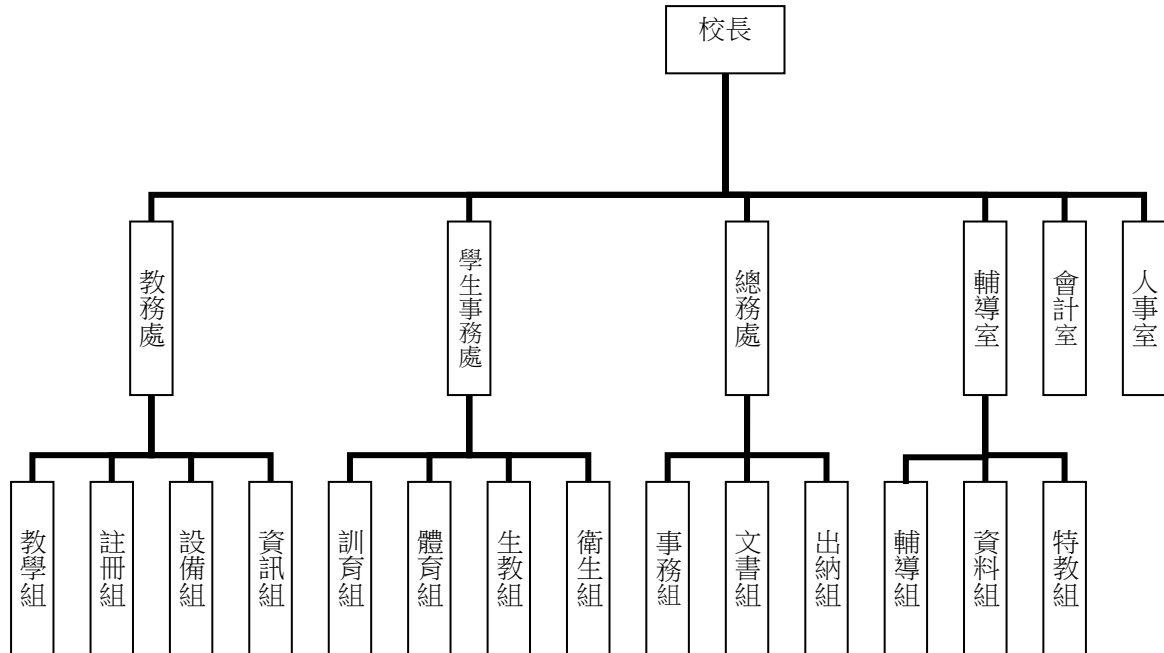 校長
教務處
學生事務處
總務處
輔導室
會計室
人事室
教學組
註冊組
設備組
資訊組
訓育組
體育組
生教組
衛生組
事務組
文書組
出納組
輔導組
資料組
特教組